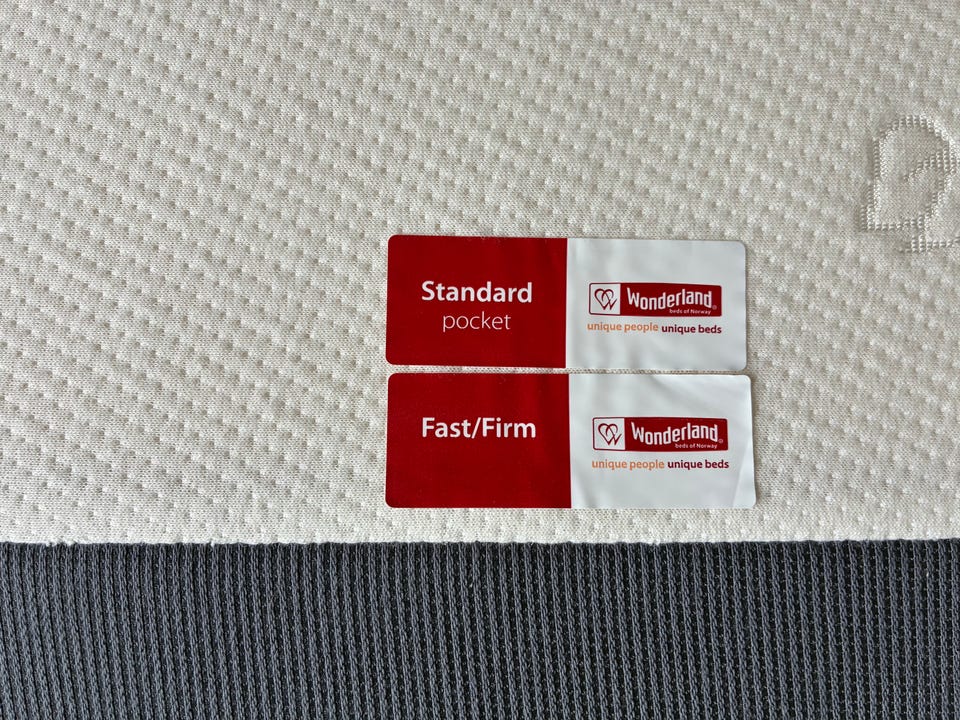 Standard
pocket
Wonderland®
beds of Norway
unique people unique beds
Fast/Firm
Wonderland®
beds of Norway
unique people unique beds